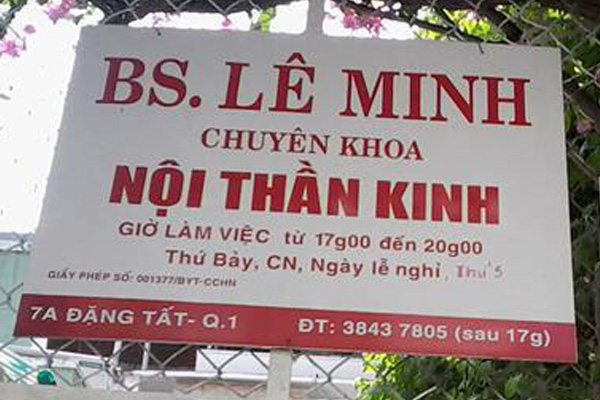 BS. LÊ MINH
CHUYÊN KHOA
NỘI THẦN KINH
GIỜ LÀM VIỆC từ 17g00 đến 20g00
Thứ Bảy, CN, Ngày lễ nghỉ, Thứ 5
GIẤY PHÉP SỐ: 001377/BYT-CCHN
7A ĐẶNG TẤT- Q.1 ĐT: 3843 7805 (sau 17g)